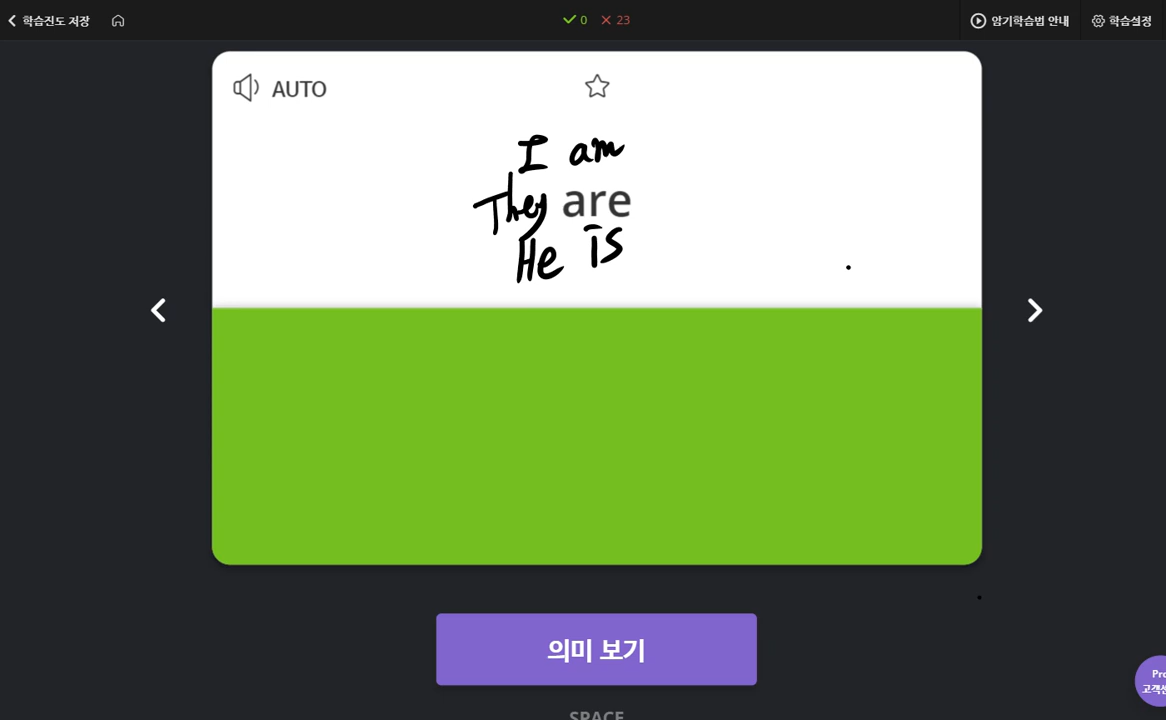 학습진도 저장 0 23 암기학습법 안내 학습설정
AUTO
I am
They are
He is
의미 보기
SPACE